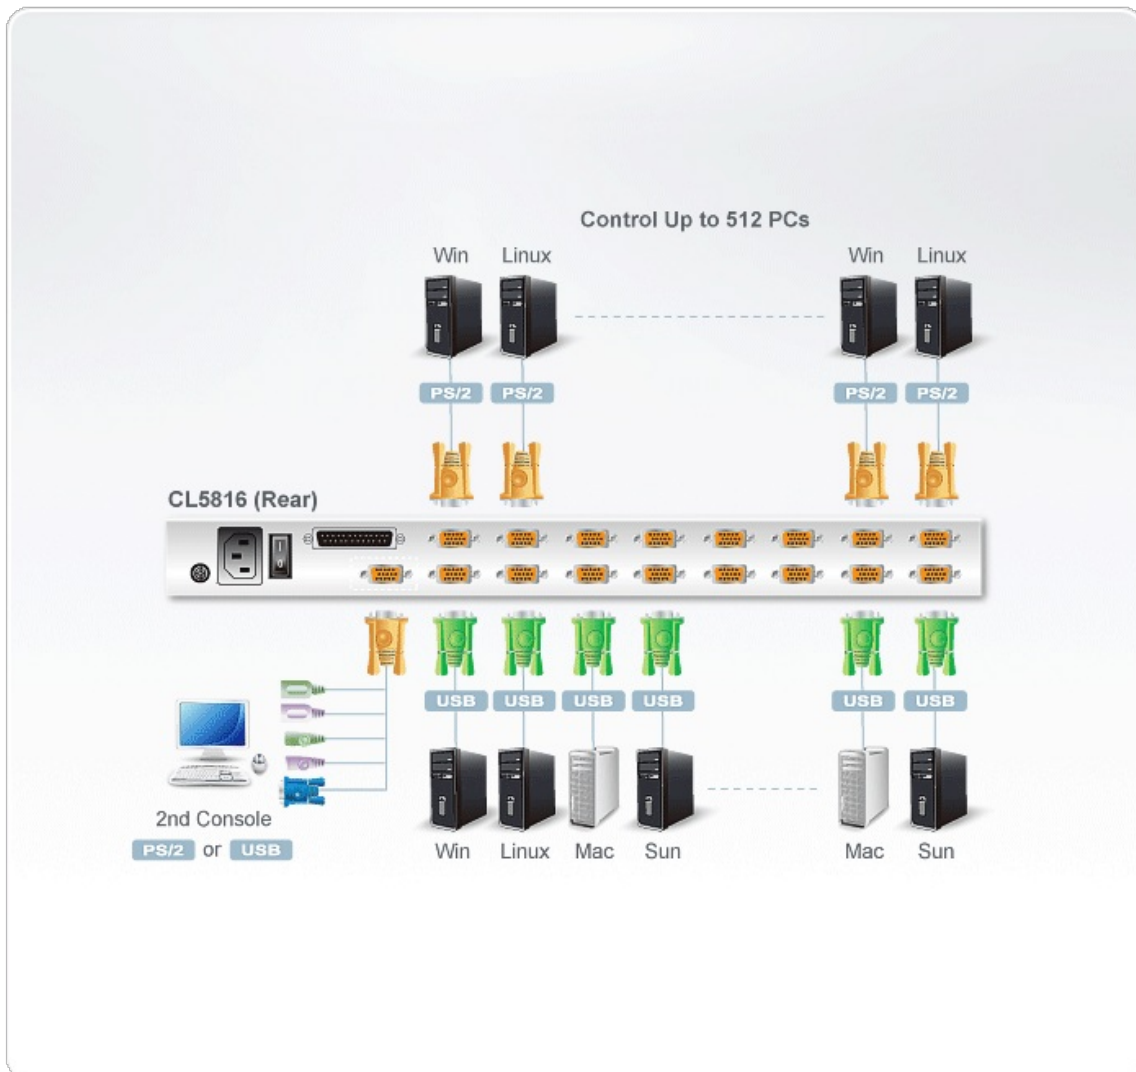 Control Up to 512 PCs
Win Linux Win Linux
PS/2 PS/2 PS/2 PS/2
CL5816 (Rear)
USB USB USB USB USB USB
2nd Console
PS/2 or USB
Win Linux Mac Sun Mac Sun